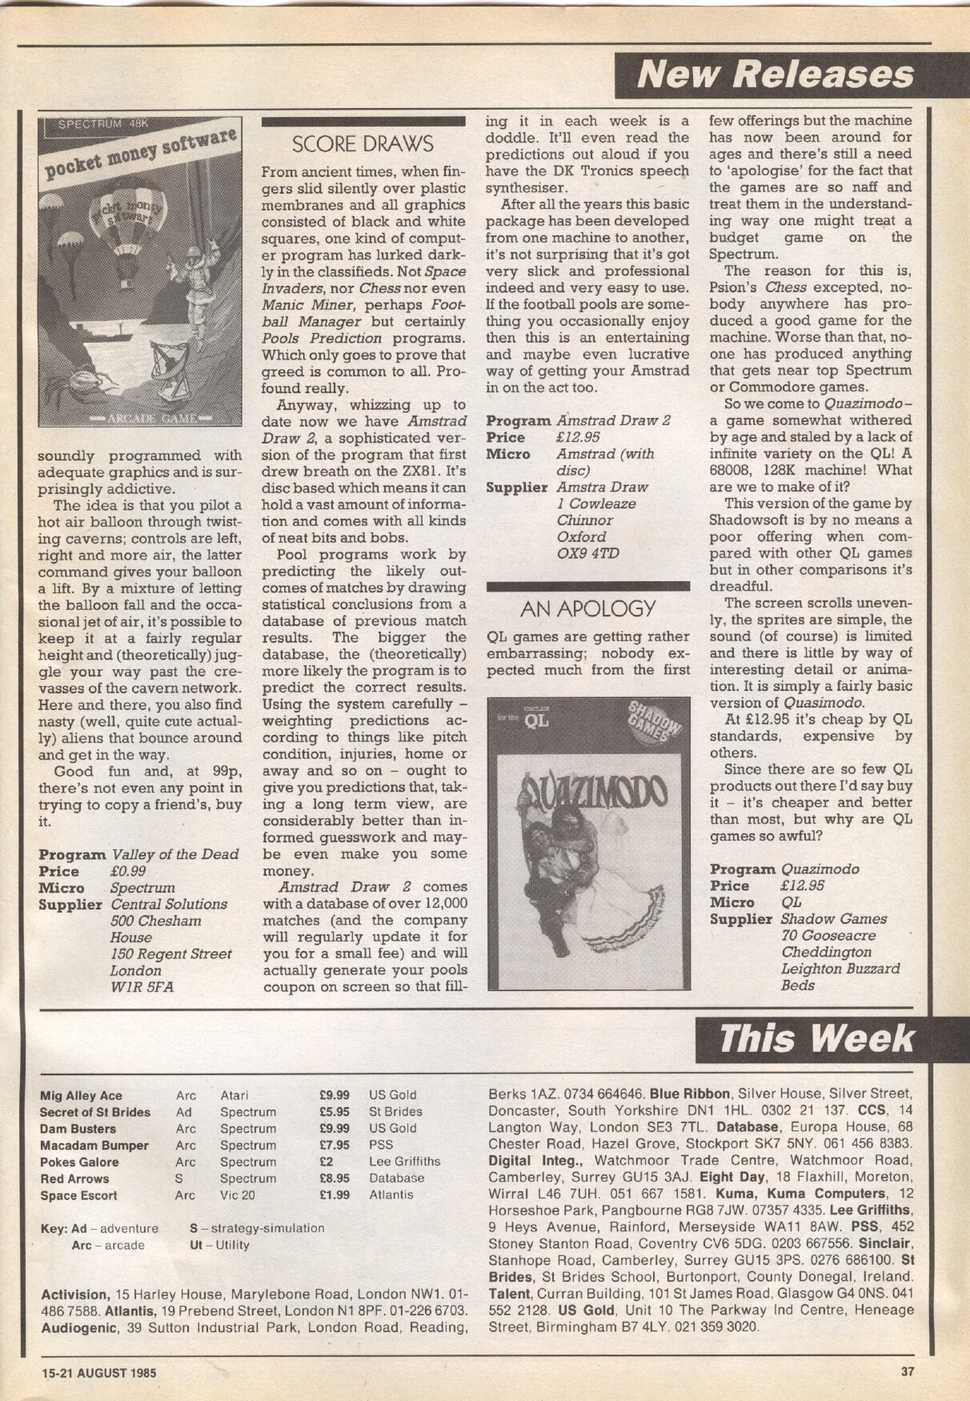 New Releases
SPECTRUM 48K
pocket money software
pocket money
software
ARCADE GAME
soundly programmed with
adequate graphics and is sur-
prisingly addictive.
The idea is that you pilot a
hot air balloon through twist-
ing caverns; controls are left,
right and more air, the latter
command gives your balloon
a lift. By a mixture of letting
the balloon fall and the occa-
sional jet of air, it's possible to
keep it at a fairly regular
height and (theoretically) jug-
gle your way past the cre-
vasses of the cavern network.
Here and there, you also find
nasty (well, quite cute actual-
ly) aliens that bounce around
and get in the way.
Good fun and, at 99p,
there's not even any point in
trying to copy a friend's, buy
it.
Program Valley of the Dead
Price £0.99
Micro Spectrum
Supplier Central Solutions
500 Chesham
House
150 Regent Street
London
W1R 5FA
SCORE DRAWS
From ancient times, when fin-
gers slid silently over plastic
membranes and all graphics
consisted of black and white
squares, one kind of comput-
er program has lurked dark-
ly in the classifieds. Not Space
Invaders, nor Chess nor even
Manic Miner, perhaps Foot-
ball Manager but certainly
Pools Prediction programs.
Which only goes to prove that
greed is common to all. Pro-
found really.
Anyway, whizzing up to
date now we have Amstrad
Draw 2, a sophisticated ver-
sion of the program that first
drew breath on the ZX81. It's
disc based which means it can
hold a vast amount of informa-
tion and comes with all kinds
of neat bits and bobs.
Pool programs work by
predicting the likely out-
comes of matches by drawing
statistical conclusions from a
database of previous match
results. The bigger the
database, the (theoretically)
more likely the program is to
predict the correct results.
Using the system carefully –
weighting predictions ac-
cording to things like pitch
condition, injuries, home or
away and so on – ought to
give you predictions that, tak-
ing a long term view, are
considerably better than in-
formed guesswork and may-
be even make you some
money.
Amstrad Draw 2 comes
with a database of over 12,000
matches (and the company
will regularly update it for
you for a small fee) and will
actually generate your pools
coupon on screen so that fill-
ing it in each week is a
doddle. It'll even read the
predictions out aloud if you
have the DK Tronics speech
synthesiser.
After all the years this basic
package has been developed
from one machine to another,
it's not surprising that it's got
very slick and professional
indeed and very easy to use.
If the football pools are some-
thing you occasionally enjoy
then this is an entertaining
and maybe even lucrative
way of getting your Amstrad
in on the act too.
Program Amstrad Draw 2
Price £12.95
Micro Amstrad (with
disc)
Supplier Amstra Draw
1 Cowleaze
Chinnor
Oxford
OX9 4TD
AN APOLOGY
QL games are getting rather
embarrassing; nobody ex-
pected much from the first
for the SINCLAIR QL
SHADOW
GAMES
QUAZIMODO
few offerings but the machine
has now been around for
ages and there's still a need
to 'apologise' for the fact that
the games are so naff and
treat them in the understand-
ing way one might treat a
budget game on the
Spectrum.
The reason for this is,
Psion's Chess excepted, no-
body anywhere has pro-
duced a good game for the
machine. Worse than that, no-
one has produced anything
that gets near top Spectrum
or Commodore games.
So we come to Quazimodo –
a game somewhat withered
by age and staled by a lack of
infinite variety on the QL! A
68008, 128K machine! What
are we to make of it?
This version of the game by
Shadowsoft is by no means a
poor offering when com-
pared with other QL games
but in other comparisons it's
dreadful.
The screen scrolls uneven-
ly, the sprites are simple, the
sound (of course) is limited
and there is little by way of
interesting detail or anima-
tion. It is simply a fairly basic
version of Quasimodo.
At £12.95 it's cheap by QL
standards, expensive by
others.
Since there are so few QL
products out there I'd say buy
it – it's cheaper and better
than most, but why are QL
games so awful?
Program Quazimodo
Price £12.95
Micro QL
Supplier Shadow Games
70 Gooseacre
Cheddington
Leighton Buzzard
Beds
This Week
Mig Alley Ace Arc Atari £9.99 US Gold
Secret of St Brides Ad Spectrum £5.95 St Brides
Dam Busters Arc Spectrum £9.99 US Gold
Macadam Bumper Arc Spectrum £7.95 PSS
Pokes Galore Arc Spectrum £2 Lee Griffiths
Red Arrows S Spectrum £8.95 Database
Space Escort Arc Vic 20 £1.99 Atlantis
Key: Ad – adventure S – strategy-simulation
Arc – arcade Ut – Utility
Activision, 15 Harley House, Marylebone Road, London NW1. 01-
486 7588. Atlantis, 19 Prebend Street, London N1 8PF. 01-226 6703.
Audiogenic, 39 Sutton Industrial Park, London Road, Reading,
Berks 1AZ. 0734 664646. Blue Ribbon, Silver House, Silver Street,
Doncaster, South Yorkshire DN1 1HL. 0302 21 137. CCS, 14
Langton Way, London SE3 7TL. Database, Europa House, 68
Chester Road, Hazel Grove, Stockport SK7 5NY. 061 456 8383.
Digital Integ., Watchmoor Trade Centre, Watchmoor Road,
Camberley, Surrey GU15 3AJ. Eight Day, 18 Flaxhill, Moreton,
Wirral L46 7UH. 051 667 1581. Kuma, Kuma Computers, 12
Horseshoe Park, Pangbourne RG8 7JW. 07357 4335. Lee Griffiths,
9 Heys Avenue, Rainford, Merseyside WA11 8AW. PSS, 452
Stoney Stanton Road, Coventry CV6 5DG. 0203 667556. Sinclair,
Stanhope Road, Camberley, Surrey GU15 3PS. 0276 686100. St
Brides, St Brides School, Burtonport, County Donegal, Ireland.
Talent, Curran Building, 101 St James Road, Glasgow G4 0NS. 041
552 2128. US Gold, Unit 10 The Parkway Ind Centre, Heneage
Street, Birmingham B7 4LY. 021 359 3020.
15-21 AUGUST 1985
37